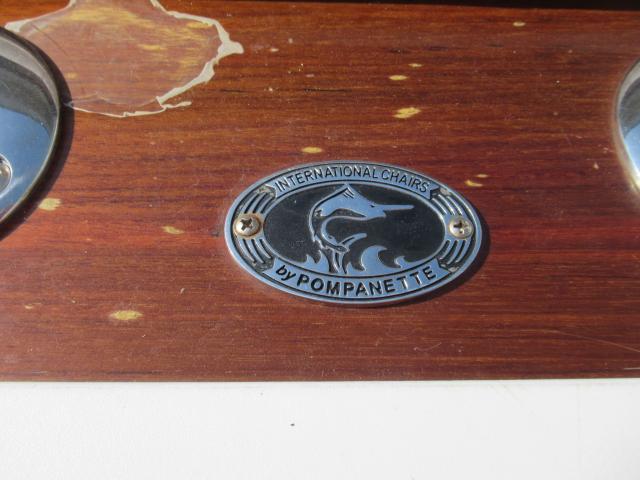 INTERNATIONAL CHAIRS
by POMPANETTE